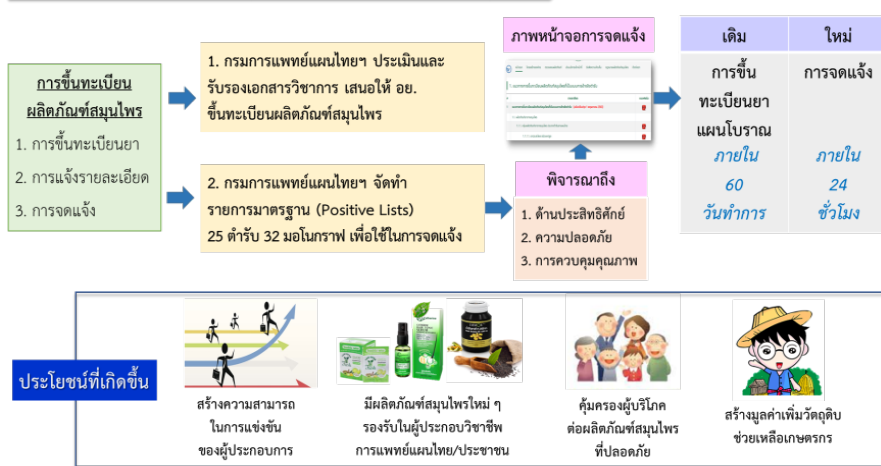 การขึ้นทะเบียน
ผลิตภัณฑ์สมุนไพร
1. การขึ้นทะเบียนยา
2. การแจ้งรายละเอียด
3. การจดแจ้ง
1. กรมการแพทย์แผนไทยฯ ประเมินและ
รับรองเอกสารวิชาการ เสนอให้ อย.
ขึ้นทะเบียนผลิตภัณฑ์สมุนไพร
2. กรมการแพทย์แผนไทยฯ จัดทำ
รายการมาตรฐาน (Positive Lists)
25 ตำรับ 32 มอโนกราฟ เพื่อใช้ในการจดแจ้ง
ภาพหน้าจอการจดแจ้ง
พิจารณาถึง
1. ด้านประสิทธิศักย์
2. ความปลอดภัย
3. การควบคุมคุณภาพ
เดิม
การขึ้น
ทะเบียนยา
แผนโบราณ
ภายใน
60
วันทำการ
ใหม่
การจดแจ้ง
ภายใน
24
ชั่วโมง
ประโยชน์ที่เกิดขึ้น
สร้างความสามารถ
ในการแข่งขัน
ของผู้ประกอบการ
มีผลิตภัณฑ์สมุนไพรใหม่ ๆ
รองรับในผู้ประกอบวิชาชีพ
การแพทย์แผนไทย/ประชาชน
คุ้มครองผู้บริโภค
ต่อผลิตภัณฑ์สมุนไพร
ที่ปลอดภัย
สร้างมูลค่าเพิ่มวัตถุดิบ
ช่วยเหลือเกษตรกร